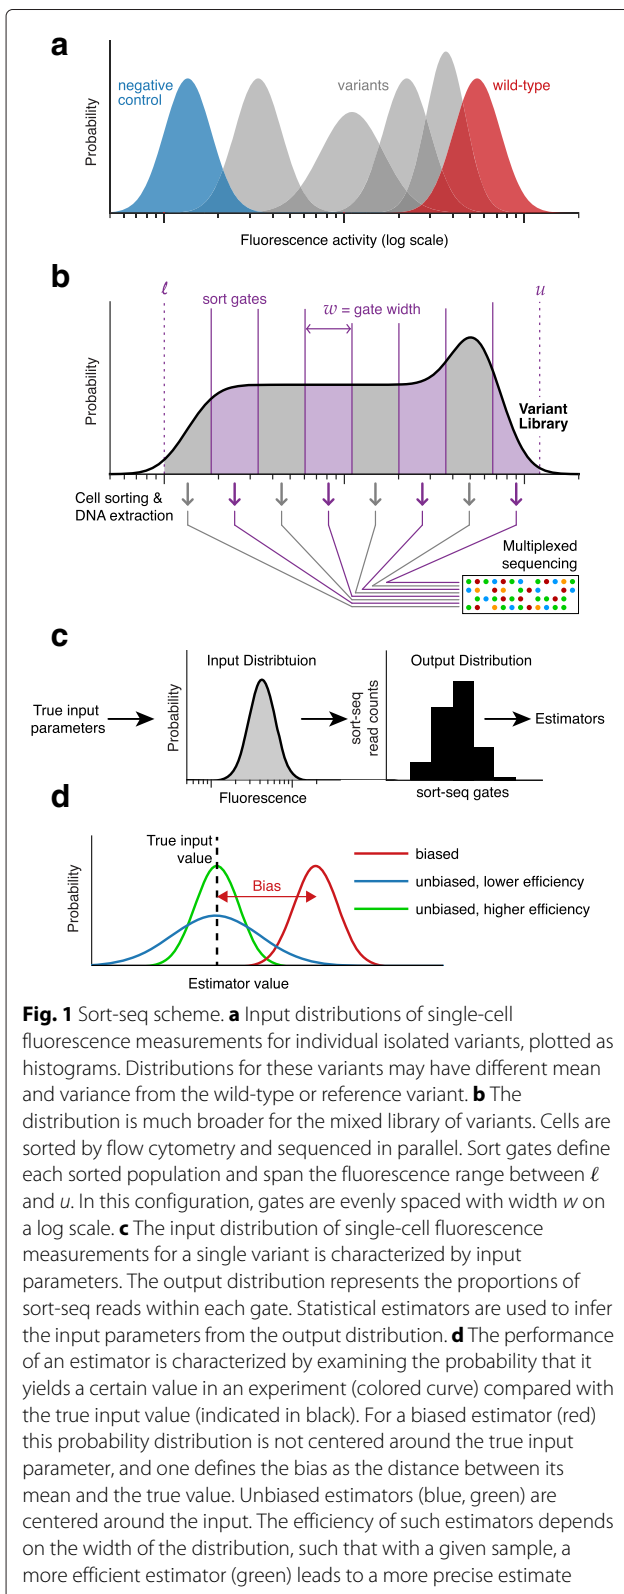 a
negative
control
variants
wild-type
Probability
Fluorescence activity (log scale)
b
ℓ
sort gates
w = gate width
u
Probability
Variant
Library
Cell sorting &
DNA extraction
Multiplexed
sequencing
c
Input Distribtuion
Output Distribution
True input
parameters
Probability
sort-seq
read counts
Estimators
Fluorescence
sort-seq gates
d
True input
value
Probability
Bias
biased
unbiased, lower efficiency
unbiased, higher efficiency
Estimator value
Fig. 1 Sort-seq scheme. a Input distributions of single-cell
fluorescence measurements for individual isolated variants, plotted as
histograms. Distributions for these variants may have different mean
and variance from the wild-type or reference variant. b The
distribution is much broader for the mixed library of variants. Cells are
sorted by flow cytometry and sequenced in parallel. Sort gates define
each sorted population and span the fluorescence range between ℓ
and u. In this configuration, gates are evenly spaced with width w on
a log scale. c The input distribution of single-cell fluorescence
measurements for a single variant is characterized by input
parameters. The output distribution represents the proportions of
sort-seq reads within each gate. Statistical estimators are used to infer
the input parameters from the output distribution. d The performance
of an estimator is characterized by examining the probability that it
yields a certain value in an experiment (colored curve) compared with
the true input value (indicated in black). For a biased estimator (red)
this probability distribution is not centered around the true input
parameter, and one defines the bias as the distance between its
mean and the true value. Unbiased estimators (blue, green) are
centered around the input. The efficiency of such estimators depends
on the width of the distribution, such that with a given sample, a
more efficient estimator (green) leads to a more precise estimate